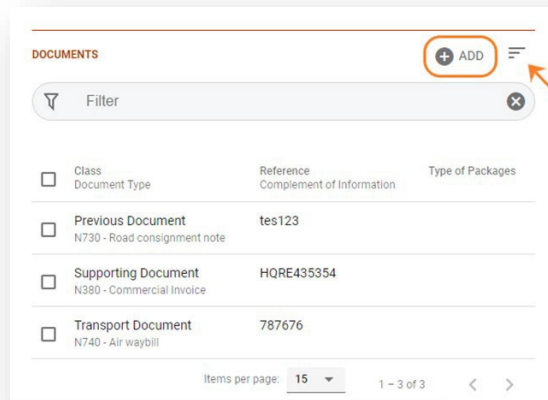 DOCUMENTS
ADD
Filter
Class Reference Type of Packages
Document Type Complement of Information
Previous Document tes123
N730 - Road consignment note
Supporting Document HQRE435354
N380 - Commercial Invoice
Transport Document 787676
N740 - Air waybill
Items per page: 15 1 – 3 of 3